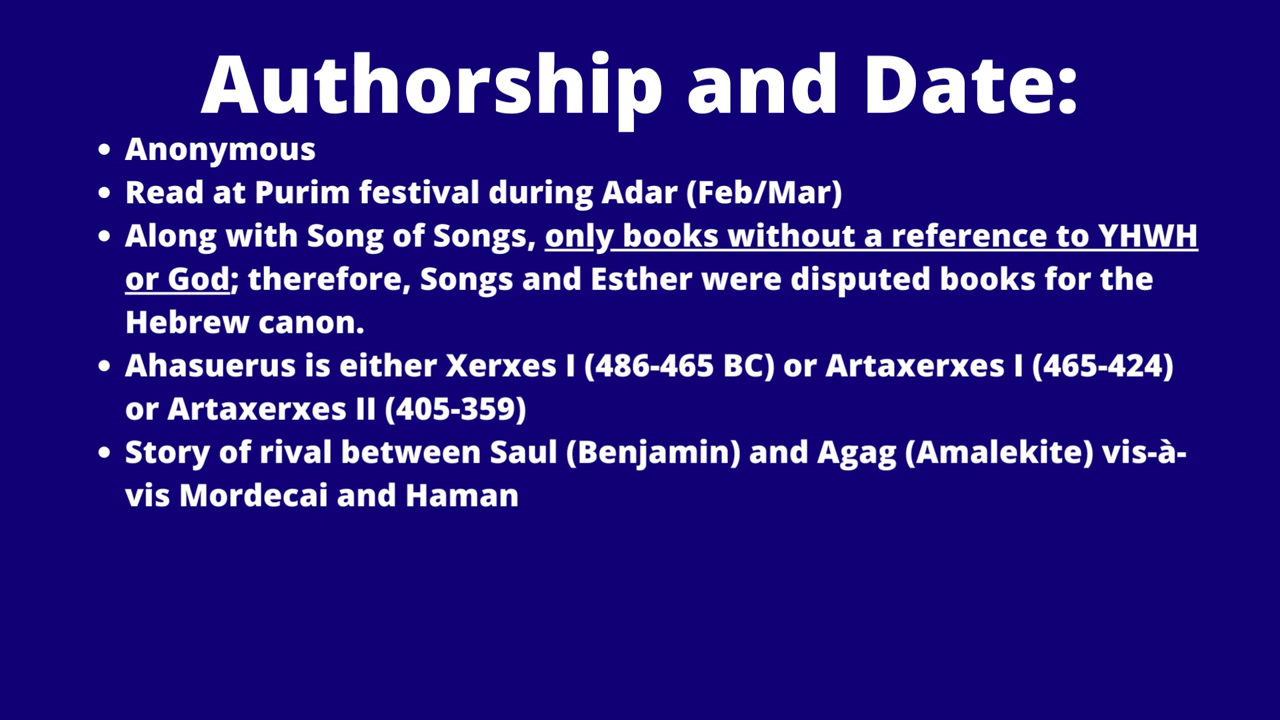 Authorship and Date:
• Anonymous
• Read at Purim festival during Adar (Feb/Mar)
• Along with Song of Songs, only books without a reference to YHWH
or God; therefore, Songs and Esther were disputed books for the
Hebrew canon.
• Ahasuerus is either Xerxes I (486-465 BC) or Artaxerxes I (465-424)
or Artaxerxes II (405-359)
• Story of rival between Saul (Benjamin) and Agag (Amalekite) vis-à-
vis Mordecai and Haman